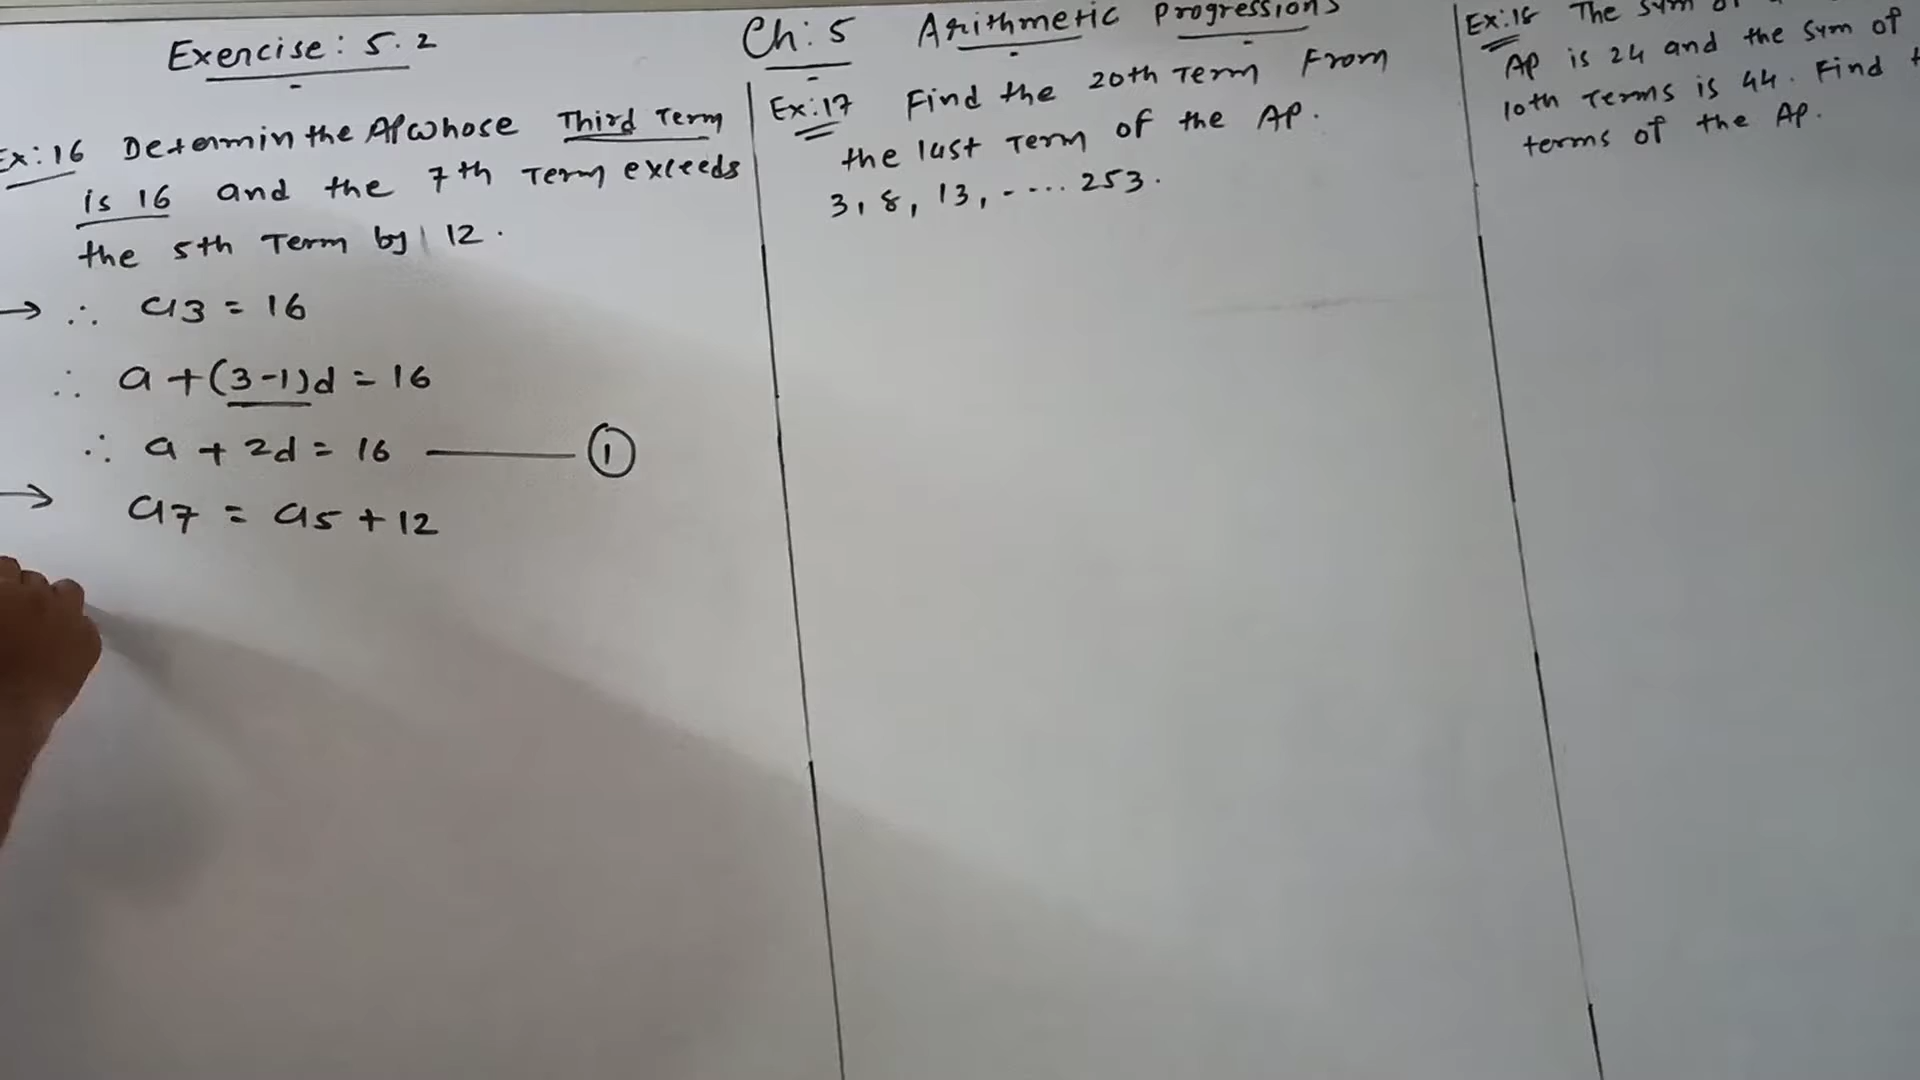 Exercise: 5.2
Ch: 5 Arithmetic Progressions
Ex: 16 Determin the AP whose Third Term
is 16 and the 7th Term exceeds
the 5th Term by 12.
→ ∴ a3 = 16
∴ a + (3-1)d = 16
∴ a + 2d = 16 ——— ①
→ a7 = a5 + 12
Ex: 17 Find the 20th Term From
the last Term of the AP.
3, 8, 13, ..... 253.
Ex: 18 The sum of
AP is 24 and the sum of
10th Terms is 44. Find
terms of the AP.